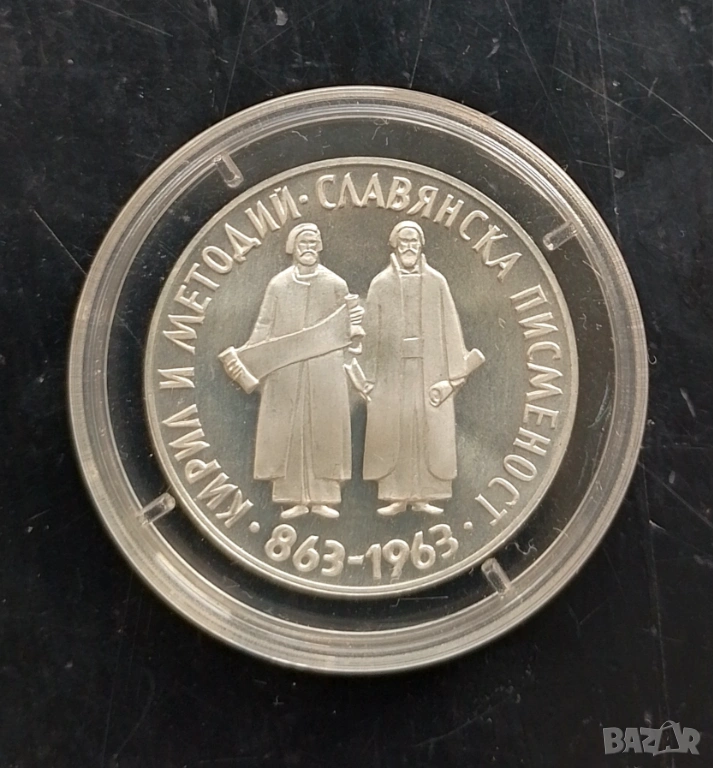 КИРИЛ И МЕТОДИЙ · СЛАВЯНСКА ПИСМЕНОСТ ·
863-1963 ·
BAZAR